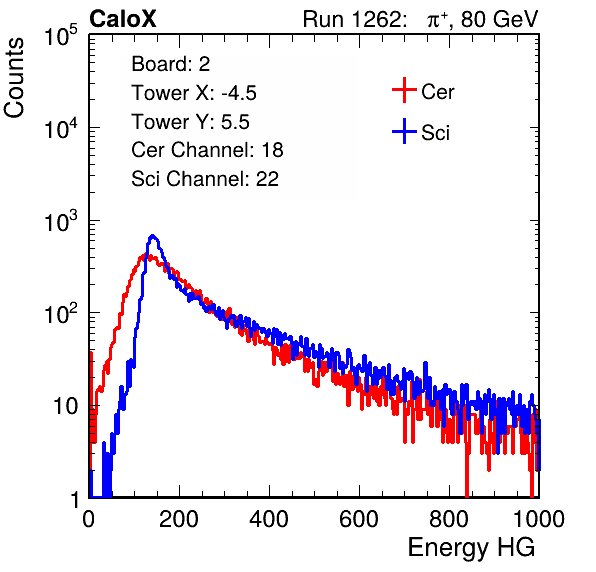 CaloX Run 1262: π⁺, 80 GeV
Counts
10⁵
10⁴
10³
10²
10
1
Board: 2
Tower X: -4.5
Tower Y: 5.5
Cer Channel: 18
Sci Channel: 22
Cer
Sci
0 200 400 600 800 1000
Energy HG